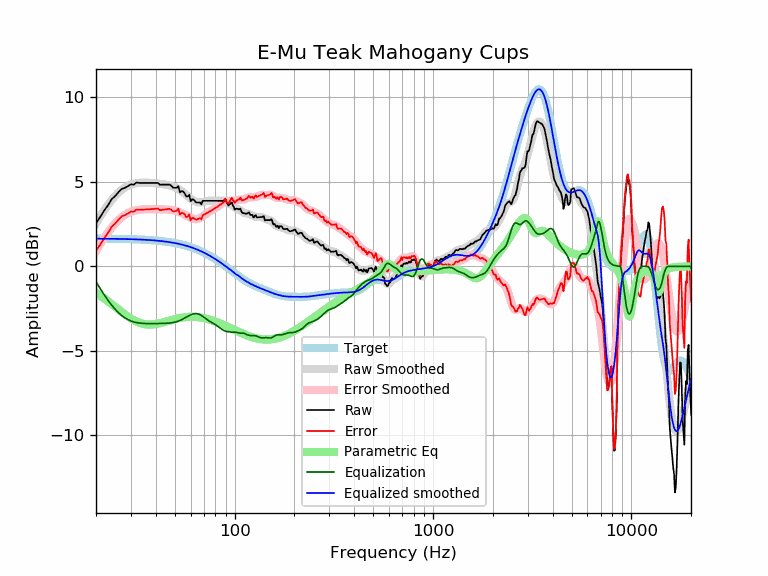 E-Mu Teak Mahogany Cups
10
5
0
−5
−10
Amplitude (dBr)
Target
Raw Smoothed
Error Smoothed
Raw
Error
Parametric Eq
Equalization
Equalized smoothed
100
1000
10000
Frequency (Hz)